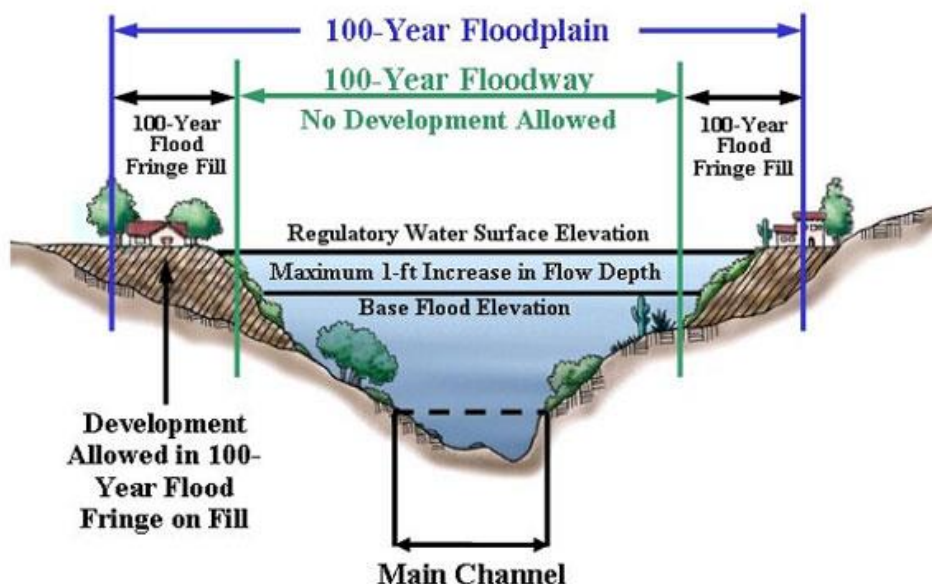 100-Year Floodplain
100-Year Floodway
No Development Allowed
100-Year
Flood
Fringe Fill
100-Year
Flood
Fringe Fill
Regulatory Water Surface Elevation
Maximum 1-ft Increase in Flow Depth
Base Flood Elevation
Development
Allowed in 100-
Year Flood
Fringe on Fill
Main Channel